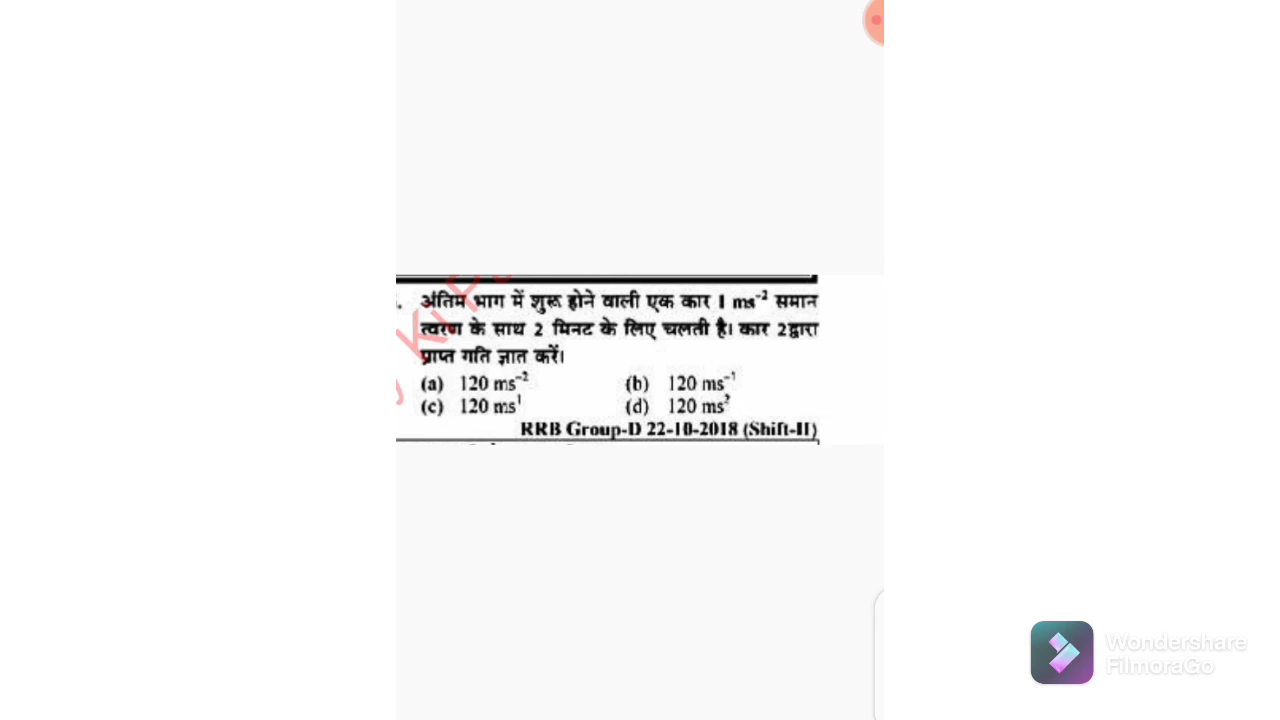 अंतिम भाग में शुरू होने वाली एक कार 1 ms⁻² समान
त्वरण के साथ 2 मिनट के लिए चलती है। कार 2द्वारा
प्राप्त गति ज्ञात करें।
(a) 120 ms⁻² (b) 120 ms⁻¹
(c) 120 ms¹ (d) 120 ms²
RRB Group-D 22-10-2018 (Shift-II)
Ki
Wondershare
FilmoraGo